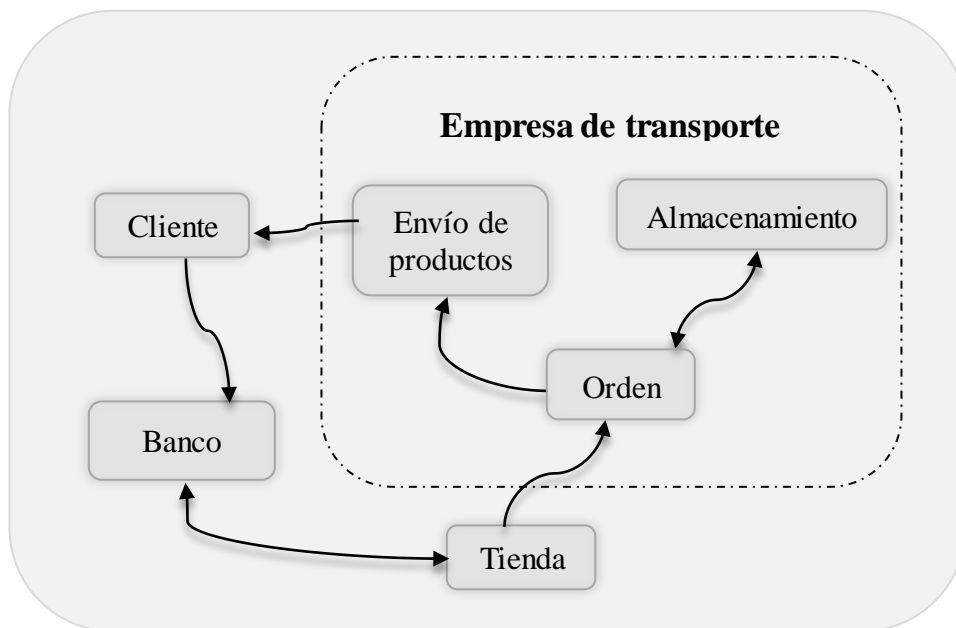 Empresa de transporte
Cliente
Envío de
productos
Almacenamiento
Orden
Banco
Tienda